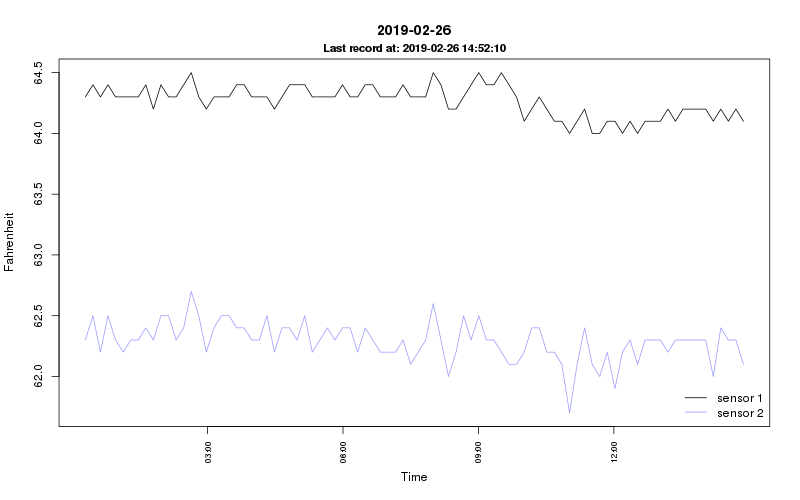 2019-02-26
Last record at: 2019-02-26 14:52:10
Fahrenheit
64.5
64.0
63.5
63.0
62.5
62.0
sensor 1
sensor 2
03:00
06:00
09:00
12:00
Time